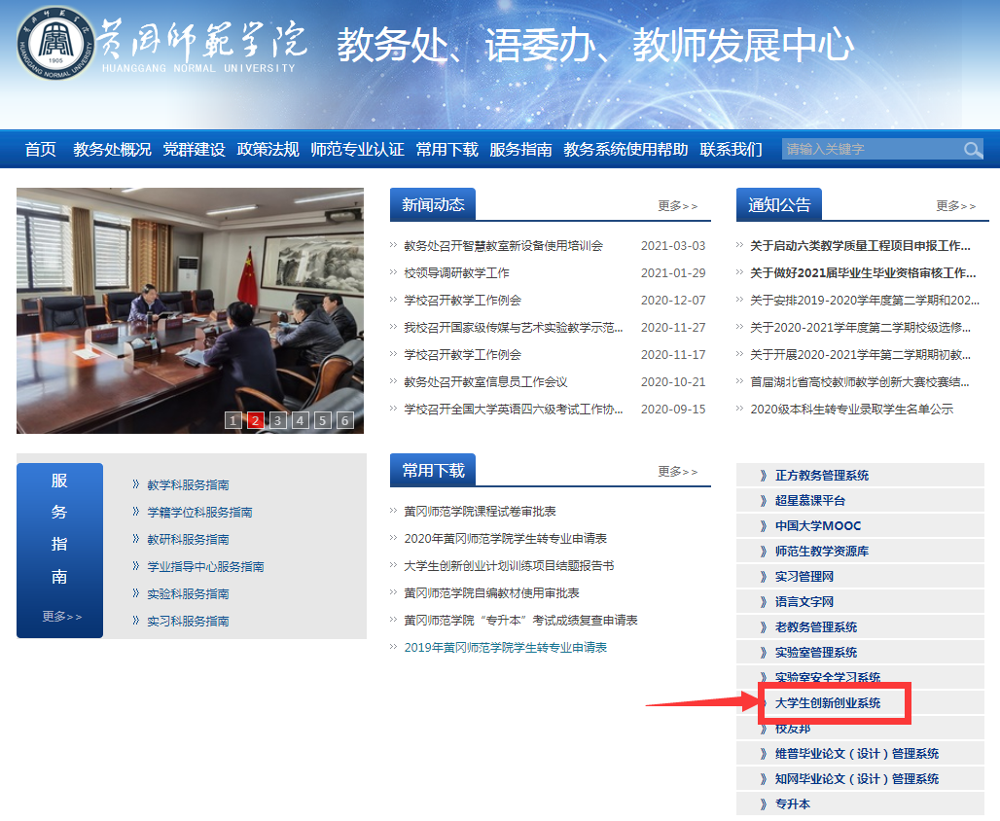 黄冈师范学院
HUANGGANG NORMAL UNIVERSITY
1905
教务处、语委办、教师发展中心
首页 教务处概况 党群建设 政策法规 师范专业认证 常用下载 服务指南 教务系统使用帮助 联系我们 请输入关键字
1 2 3 4 5 6
新闻动态 更多>>
教务处召开智慧教室新设备使用培训会 2021-03-03
校领导调研教学工作 2021-01-29
学校召开教学工作例会 2020-12-07
我校召开国家级传媒与艺术实验教学示范... 2020-11-27
学校召开教学工作例会 2020-11-17
教务处召开教室信息员工作会议 2020-10-21
学校召开全国大学英语四六级考试工作协... 2020-09-15
通知公告 更多>>
关于启动六类教学质量工程项目申报工作...
关于做好2021届毕业生毕业资格审核工作...
关于安排2019-2020学年度第二学期和202...
关于2020-2021学年度第二学期校级选修...
关于开展2020-2021学年第二学期期初教...
首届湖北省高校教师教学创新大赛校赛结...
2020级本科生转专业录取学生名单公示
服
务
指
南
更多>>
教学科服务指南
学籍学位科服务指南
教研科服务指南
学业指导中心服务指南
实验科服务指南
实习科服务指南
常用下载 更多>>
黄冈师范学院课程试卷审批表
2020年黄冈师范学院学生转专业申请表
大学生创新创业计划训练项目结题报告书
黄冈师范学院自编教材使用审批表
黄冈师范学院“专升本”考试成绩复查申请表
2019年黄冈师范学院学生转专业申请表
》 正方教务管理系统
》 超星慕课平台
》 中国大学MOOC
》 师范生教学资源库
》 实习管理网
》 语言文字网
》 老教务管理系统
》 实验室管理系统
》 实验室安全学习系统
》 大学生创新创业系统
》 校友邦
》 维普毕业论文（设计）管理系统
》 知网毕业论文（设计）管理系统
》 专升本